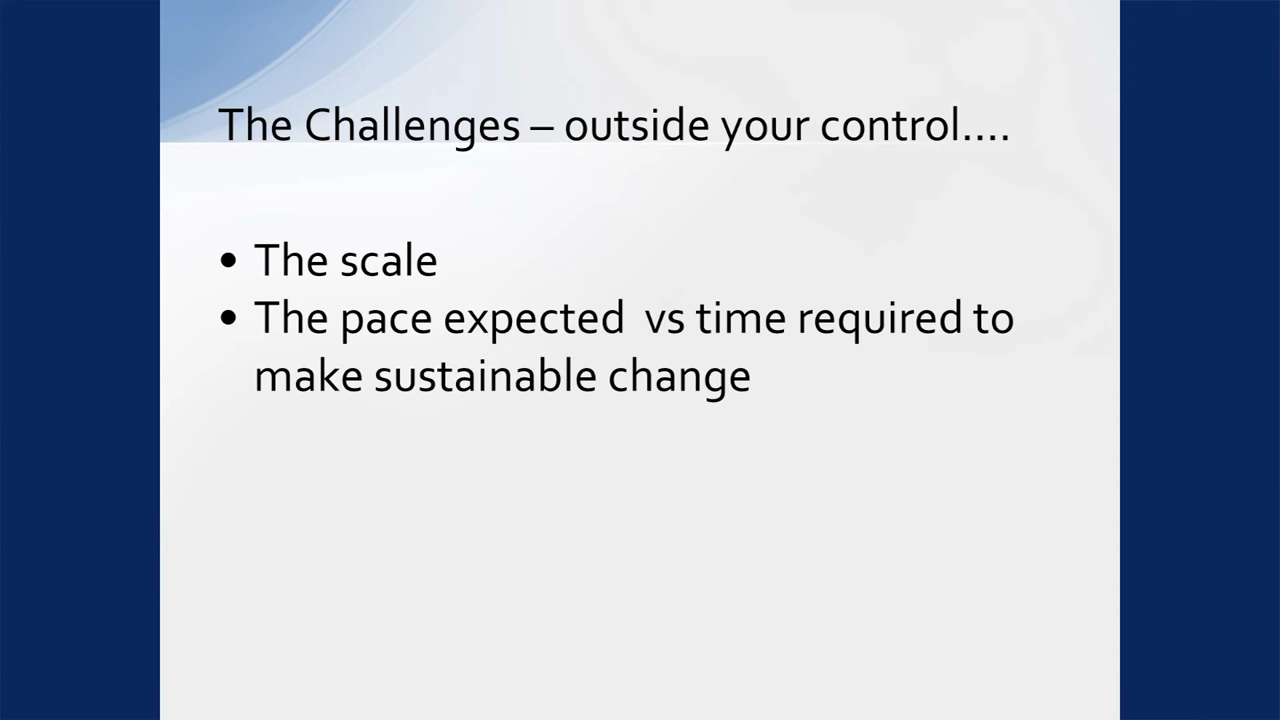 The Challenges – outside your control....
• The scale
• The pace expected  vs time required to
make sustainable change